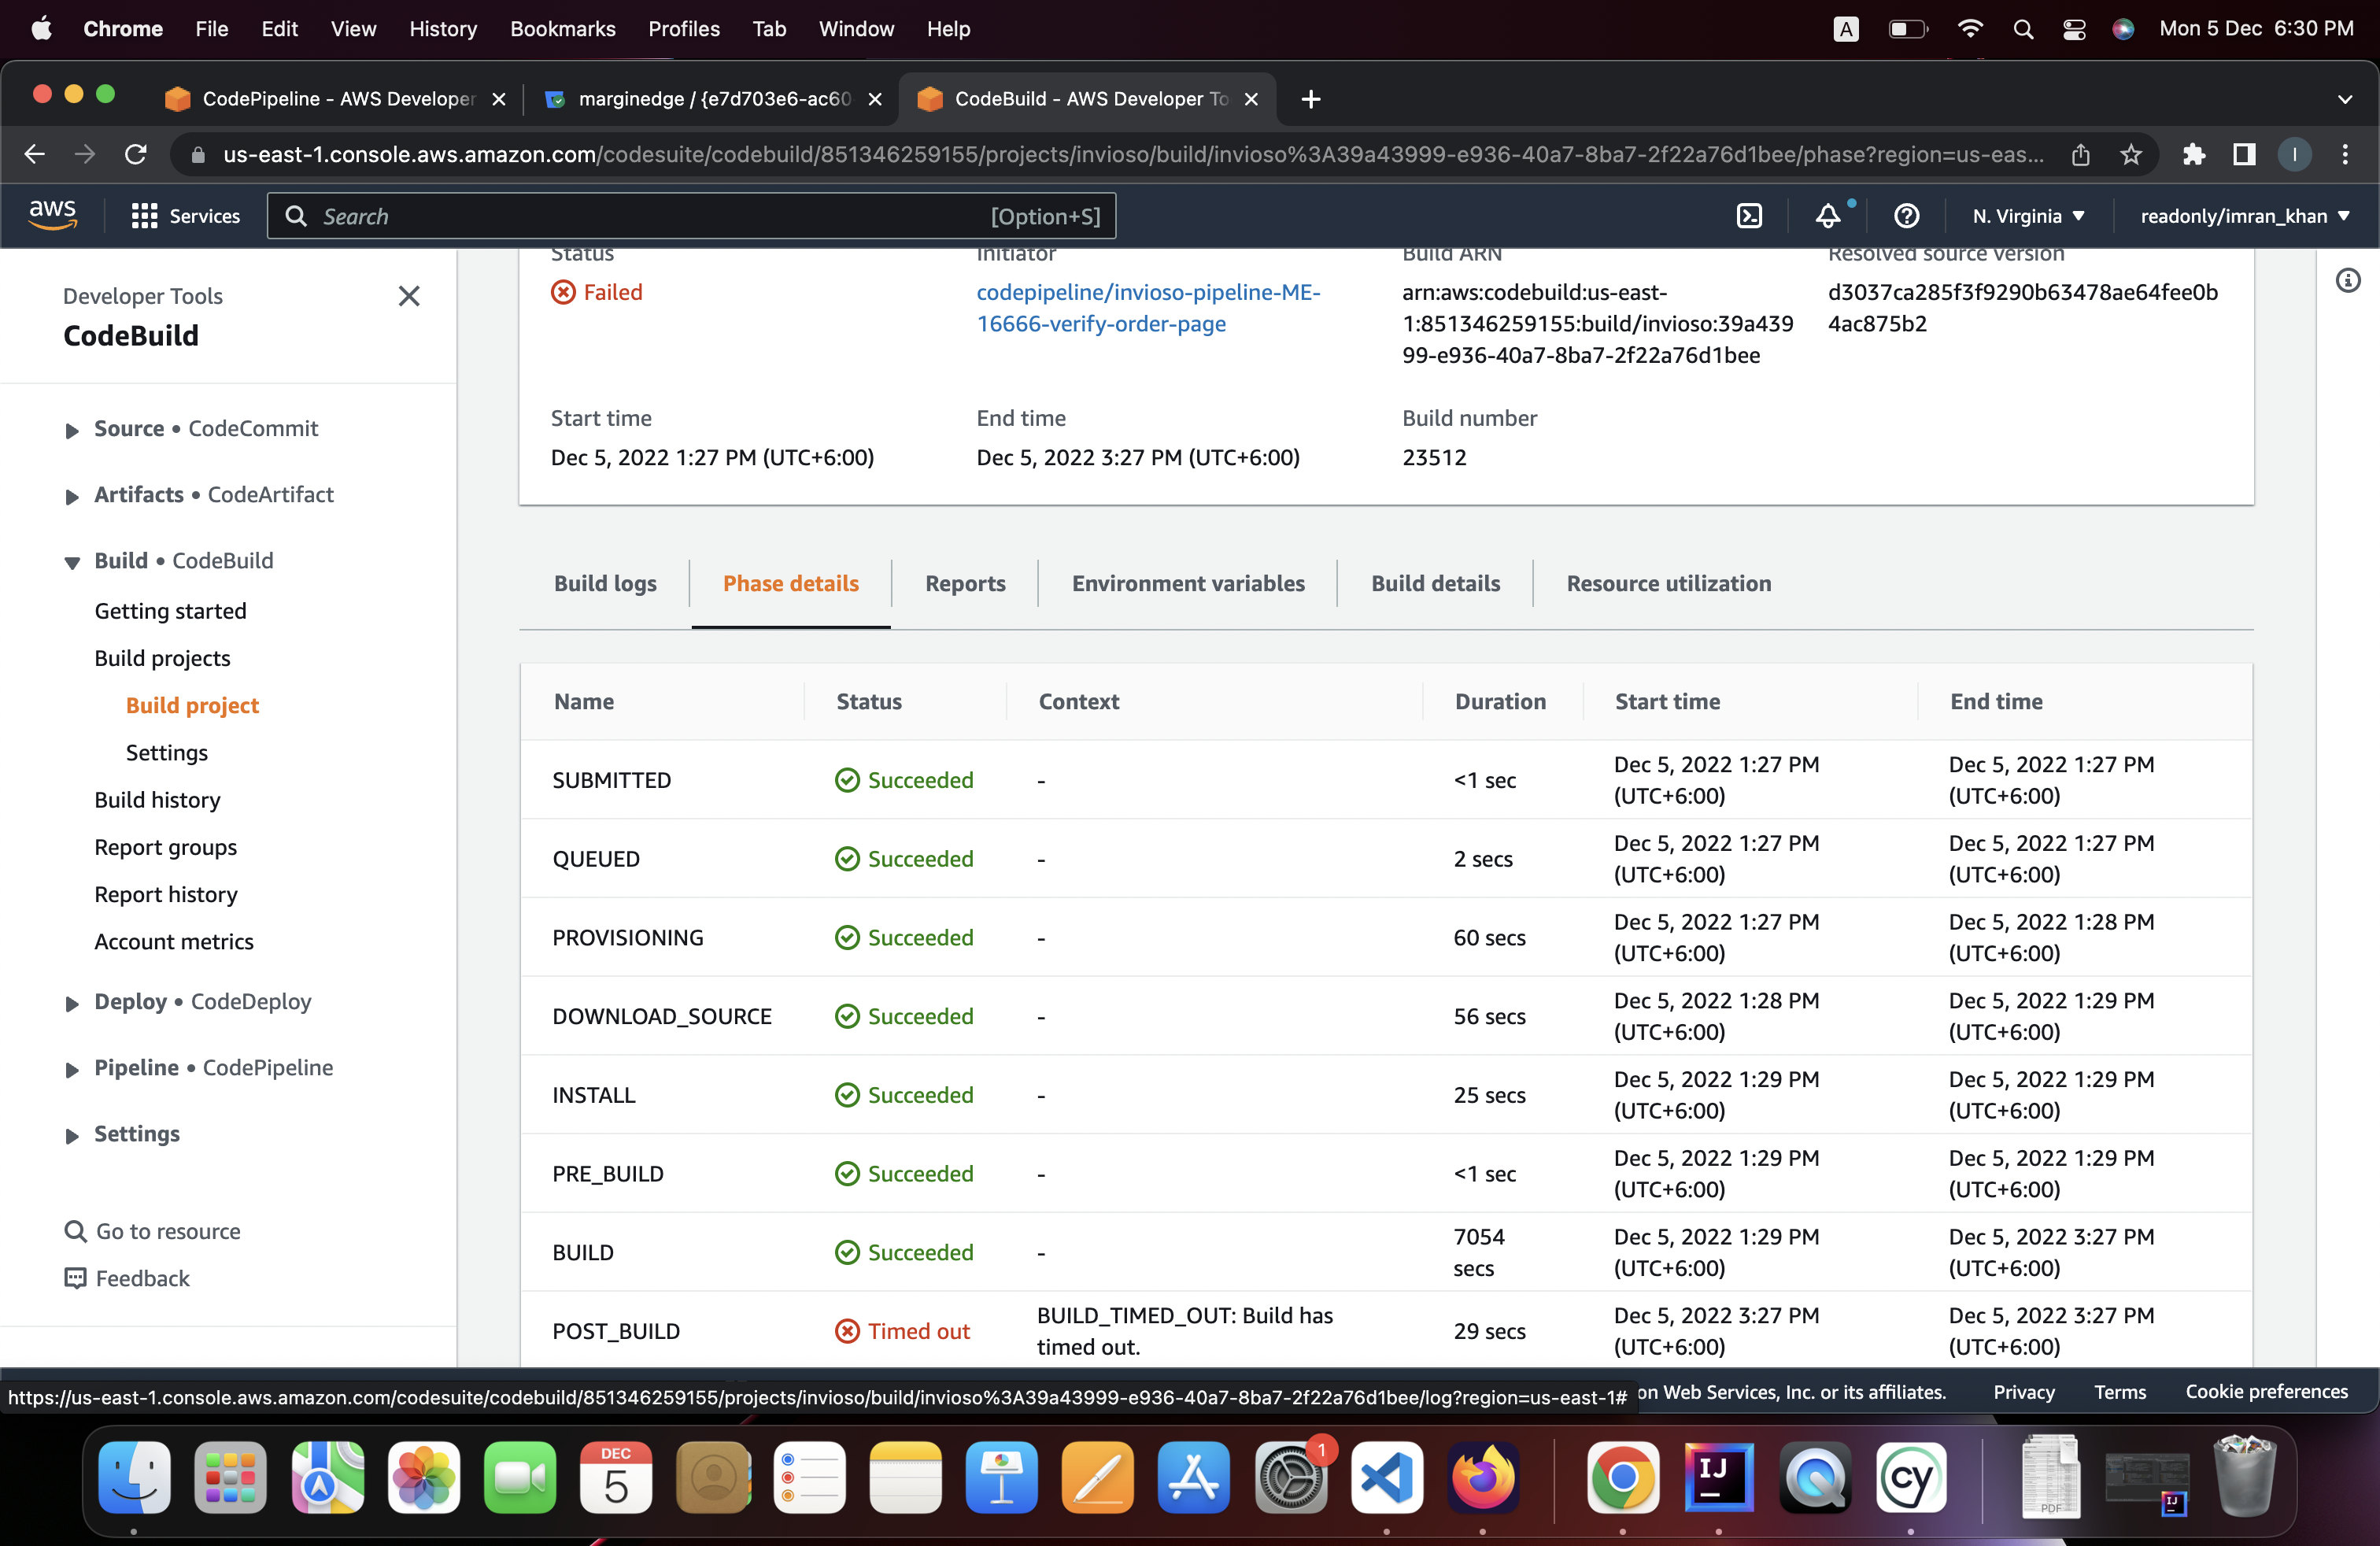 Chrome File Edit View History Bookmarks Profiles Tab Window Help A Mon 5 Dec 6:30 PM
CodePipeline - AWS Developer marginedge / {e7d703e6-ac60 CodeBuild - AWS Developer To
us-east-1.console.aws.amazon.com/codesuite/codebuild/851346259155/projects/invioso/build/invioso%3A39a43999-e936-40a7-8ba7-2f22a76d1bee/phase?region=us-eas... I
aws Services Search [Option+S] N. Virginia readonly/imran_khan
Developer Tools
CodeBuild
Source • CodeCommit
Artifacts • CodeArtifact
Build • CodeBuild
Getting started
Build projects
Build project
Settings
Build history
Report groups
Report history
Account metrics
Deploy • CodeDeploy
Pipeline • CodePipeline
Settings
Go to resource
Feedback
Status Initiator Build ARN Resolved source version
Failed codepipeline/invioso-pipeline-ME- arn:aws:codebuild:us-east- d3037ca285f3f9290b63478ae64fee0b
16666-verify-order-page 1:851346259155:build/invioso:39a439 4ac875b2
99-e936-40a7-8ba7-2f22a76d1bee
Start time End time Build number
Dec 5, 2022 1:27 PM (UTC+6:00) Dec 5, 2022 3:27 PM (UTC+6:00) 23512
Build logs Phase details Reports Environment variables Build details Resource utilization
Name Status Context Duration Start time End time
SUBMITTED Succeeded - <1 sec Dec 5, 2022 1:27 PM Dec 5, 2022 1:27 PM
(UTC+6:00) (UTC+6:00)
QUEUED Succeeded - 2 secs Dec 5, 2022 1:27 PM Dec 5, 2022 1:27 PM
(UTC+6:00) (UTC+6:00)
PROVISIONING Succeeded - 60 secs Dec 5, 2022 1:27 PM Dec 5, 2022 1:28 PM
(UTC+6:00) (UTC+6:00)
DOWNLOAD_SOURCE Succeeded - 56 secs Dec 5, 2022 1:28 PM Dec 5, 2022 1:29 PM
(UTC+6:00) (UTC+6:00)
INSTALL Succeeded - 25 secs Dec 5, 2022 1:29 PM Dec 5, 2022 1:29 PM
(UTC+6:00) (UTC+6:00)
PRE_BUILD Succeeded - <1 sec Dec 5, 2022 1:29 PM Dec 5, 2022 1:29 PM
(UTC+6:00) (UTC+6:00)
BUILD Succeeded - 7054 Dec 5, 2022 1:29 PM Dec 5, 2022 3:27 PM
secs (UTC+6:00) (UTC+6:00)
POST_BUILD Timed out BUILD_TIMED_OUT: Build has 29 secs Dec 5, 2022 3:27 PM Dec 5, 2022 3:27 PM
timed out. (UTC+6:00) (UTC+6:00)
https://us-east-1.console.aws.amazon.com/codesuite/codebuild/851346259155/projects/invioso/build/invioso%3A39a43999-e936-40a7-8ba7-2f22a76d1bee/log?region=us-east-1# on Web Services, Inc. or its affiliates. Privacy Terms Cookie preferences
DEC
5
1
IJ
cy
PDF
IJ